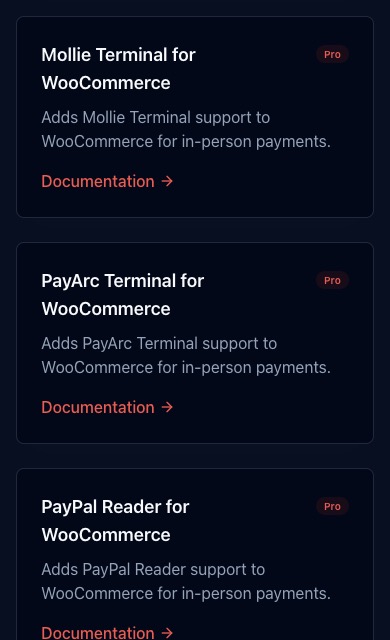 Mollie Terminal for
WooCommerce
Pro
Adds Mollie Terminal support to
WooCommerce for in-person payments.
Documentation →
PayArc Terminal for
WooCommerce
Pro
Adds PayArc Terminal support to
WooCommerce for in-person payments.
Documentation →
PayPal Reader for
WooCommerce
Pro
Adds PayPal Reader support to
WooCommerce for in-person payments.
Documentation →